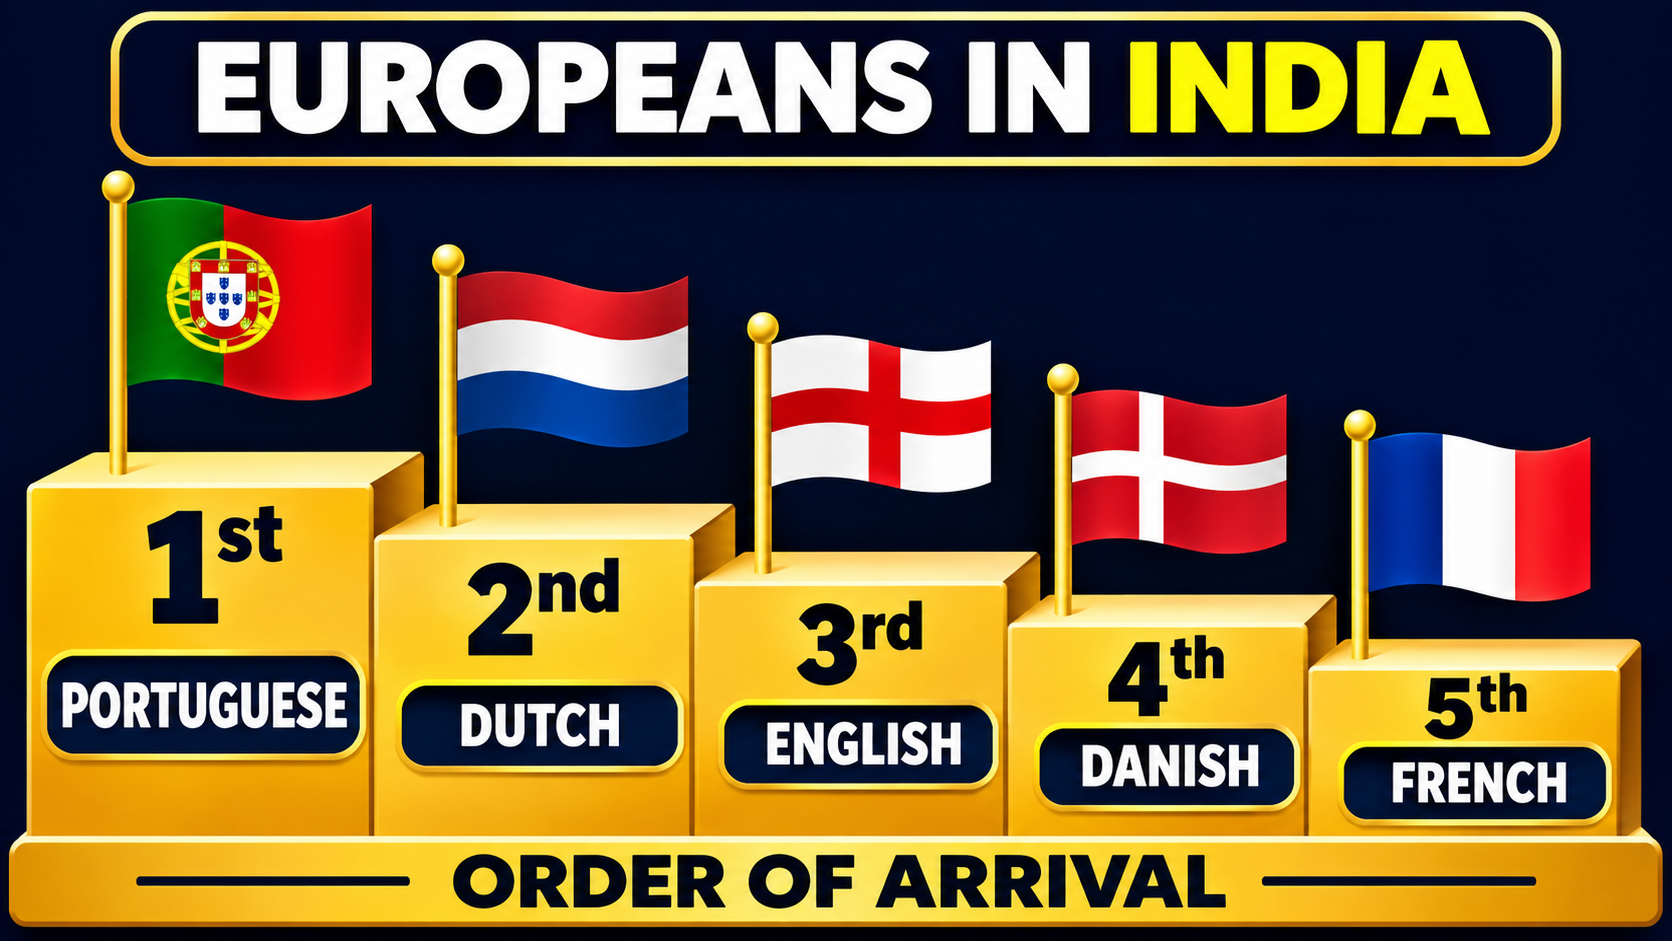 EUROPEANS IN INDIA
1st
PORTUGUESE
2nd
DUTCH
3rd
ENGLISH
4th
DANISH
5th
FRENCH
ORDER OF ARRIVAL